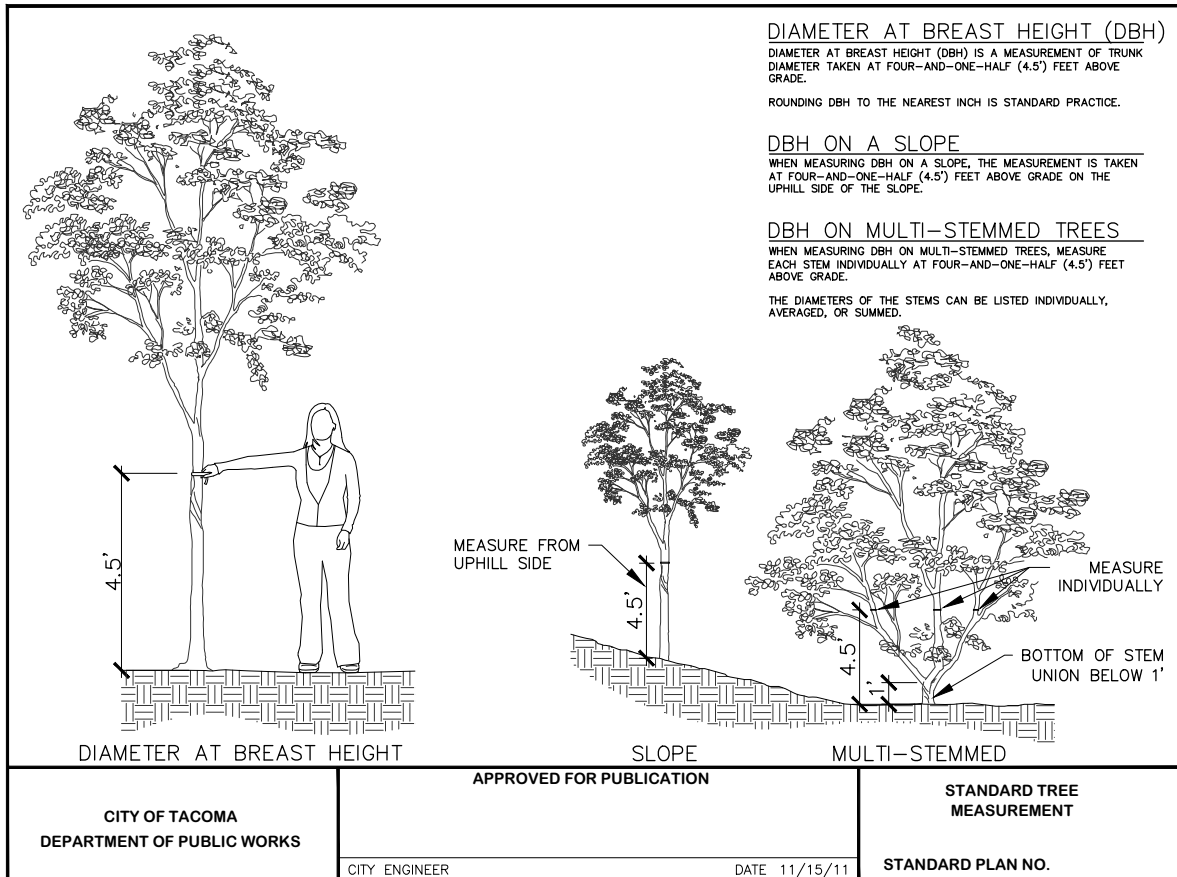 DIAMETER AT BREAST HEIGHT (DBH)
DIAMETER AT BREAST HEIGHT (DBH) IS A MEASUREMENT OF TRUNK
DIAMETER TAKEN AT FOUR-AND-ONE-HALF (4.5') FEET ABOVE
GRADE.
ROUNDING DBH TO THE NEAREST INCH IS STANDARD PRACTICE.
DBH ON A SLOPE
WHEN MEASURING DBH ON A SLOPE, THE MEASUREMENT IS TAKEN
AT FOUR-AND-ONE-HALF (4.5') FEET ABOVE GRADE ON THE
UPHILL SIDE OF THE SLOPE.
DBH ON MULTI-STEMMED TREES
WHEN MEASURING DBH ON MULTI-STEMMED TREES, MEASURE
EACH STEM INDIVIDUALLY AT FOUR-AND-ONE-HALF (4.5') FEET
ABOVE GRADE.
THE DIAMETERS OF THE STEMS CAN BE LISTED INDIVIDUALLY,
AVERAGED, OR SUMMED.
4.5'
DIAMETER AT BREAST HEIGHT
MEASURE FROM
UPHILL SIDE
4.5'
SLOPE
MEASURE
INDIVIDUALLY
4.5'
1'
BOTTOM OF STEM
UNION BELOW 1'
MULTI-STEMMED
CITY OF TACOMA
DEPARTMENT OF PUBLIC WORKS
APPROVED FOR PUBLICATION
CITY ENGINEER
DATE 11/15/11
STANDARD TREE
MEASUREMENT
STANDARD PLAN NO.